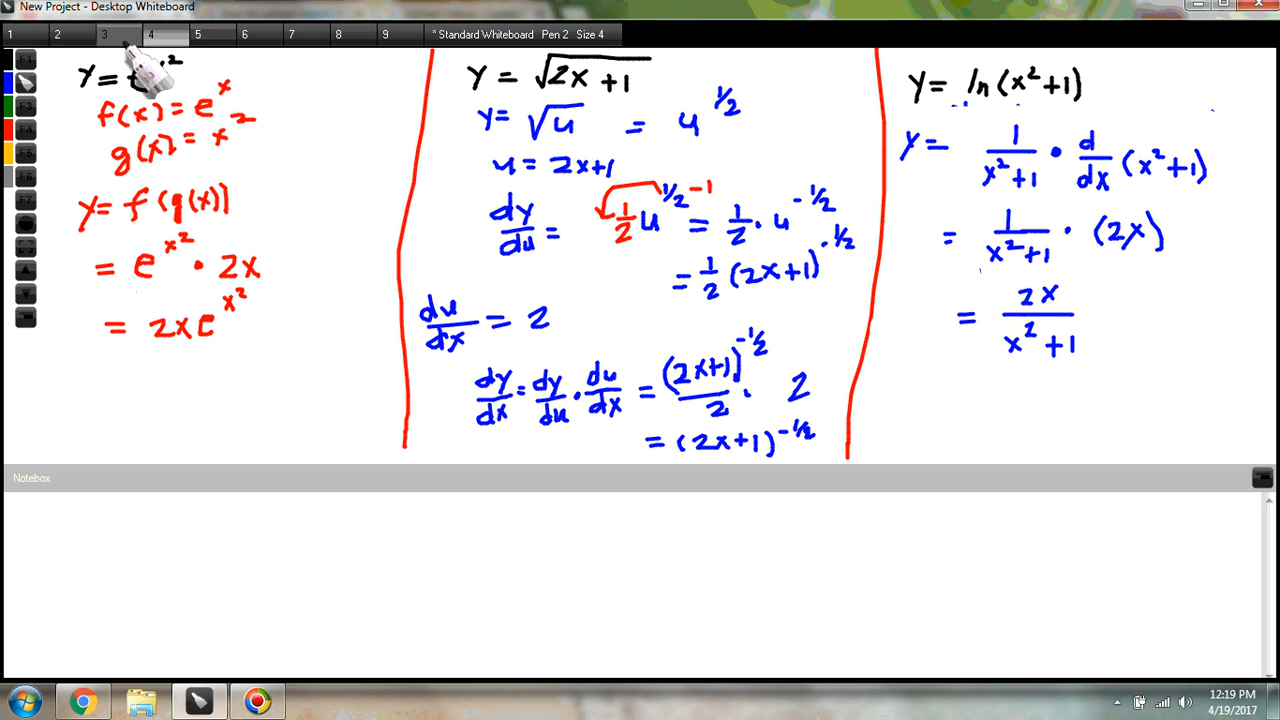 New Project - Desktop Whiteboard
1 2 3 4 5 6 7 8 9 * Standard Whiteboard Pen 2 Size 4
y =
f(x) = e^x
g(x) = x^2
y = f(g(x))
= e^{x^2} • 2x
= 2xe^{x^2}
y = √(2x+1)
y = √u = u^{1/2}
u = 2x+1
dy/du = 1/2 u^{1/2 -1} = 1/2 · u^{-1/2}
= 1/2 (2x+1)^{-1/2}
du/dx = 2
dy/dx = dy/du • du/dx = (2x+1)^{-1/2}/2 · 2
= (2x+1)^{-1/2}
y = ln(x^2+1)
y = 1/(x^2+1) • d/dx (x^2+1)
= 1/(x^2+1) · (2x)
= 2x/(x^2+1)
Notebox
12:19 PM
4/19/2017